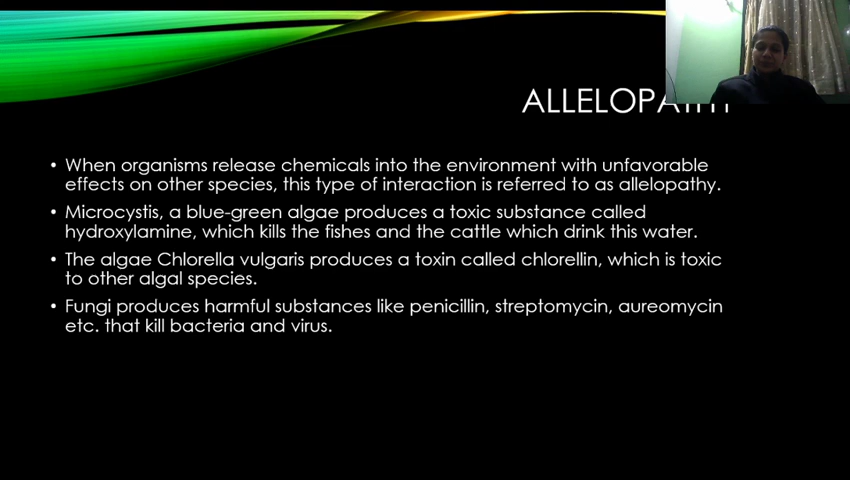 ALLELOPATHY
• When organisms release chemicals into the environment with unfavorable
effects on other species, this type of interaction is referred to as allelopathy.
• Microcystis, a blue-green algae produces a toxic substance called
hydroxylamine, which kills the fishes and the cattle which drink this water.
• The algae Chlorella vulgaris produces a toxin called chlorellin, which is toxic
to other algal species.
• Fungi produces harmful substances like penicillin, streptomycin, aureomycin
etc. that kill bacteria and virus.